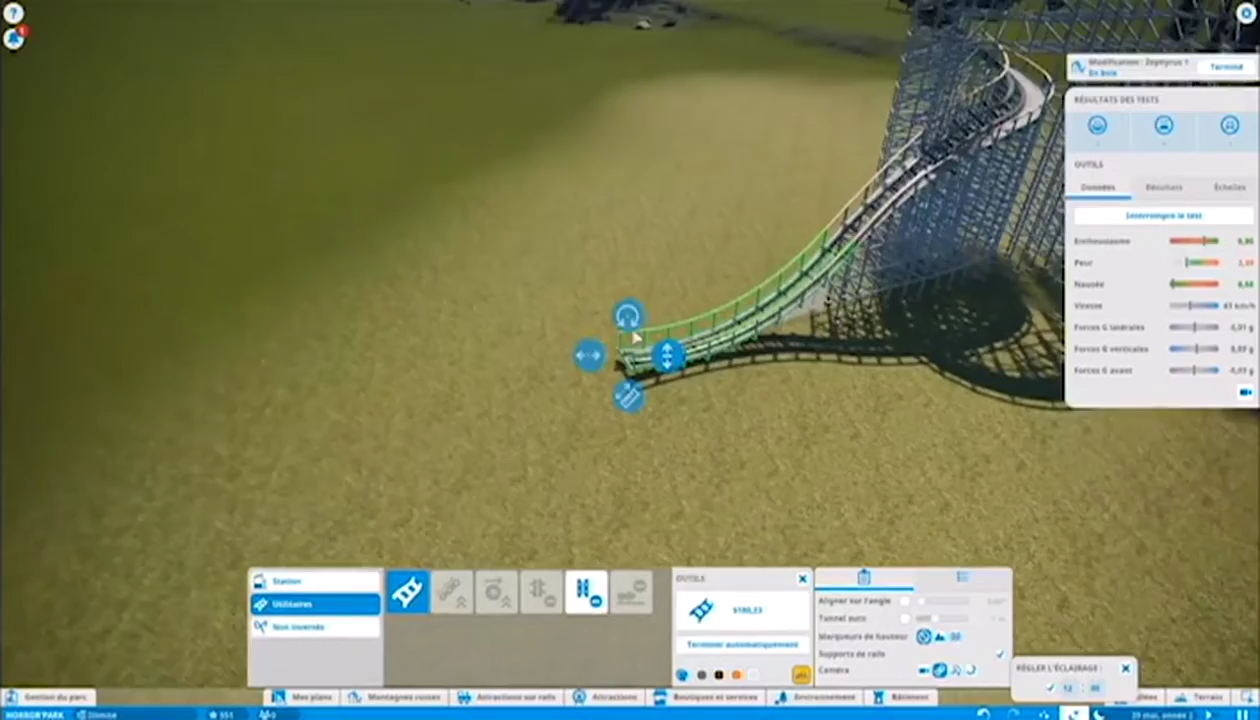 ?
Modification : Zephyrus 1
En bois
Terminé
RÉSULTATS DES TESTS
OUTILS
Données
Résultats
Échelles
Interrompre le test
Enthousiasme
Peur
Nausée
Vitesse
Forces G latérales
Forces G verticales
Forces G avant
Station
Utilitaires
Non inversés
OUTILS
Terminer automatiquement
Aligner sur l'angle
Tunnel auto
Marqueurs de hauteur
Supports de rails
Caméra
RÉGLER L'ÉCLAIRAGE :
12 :
Gestion du parc
Mes plans
Montagnes russes
Attractions sur rails
Attractions
Boutiques et services
Environnement
Bâtiment
Terrain
HORROR'PARK